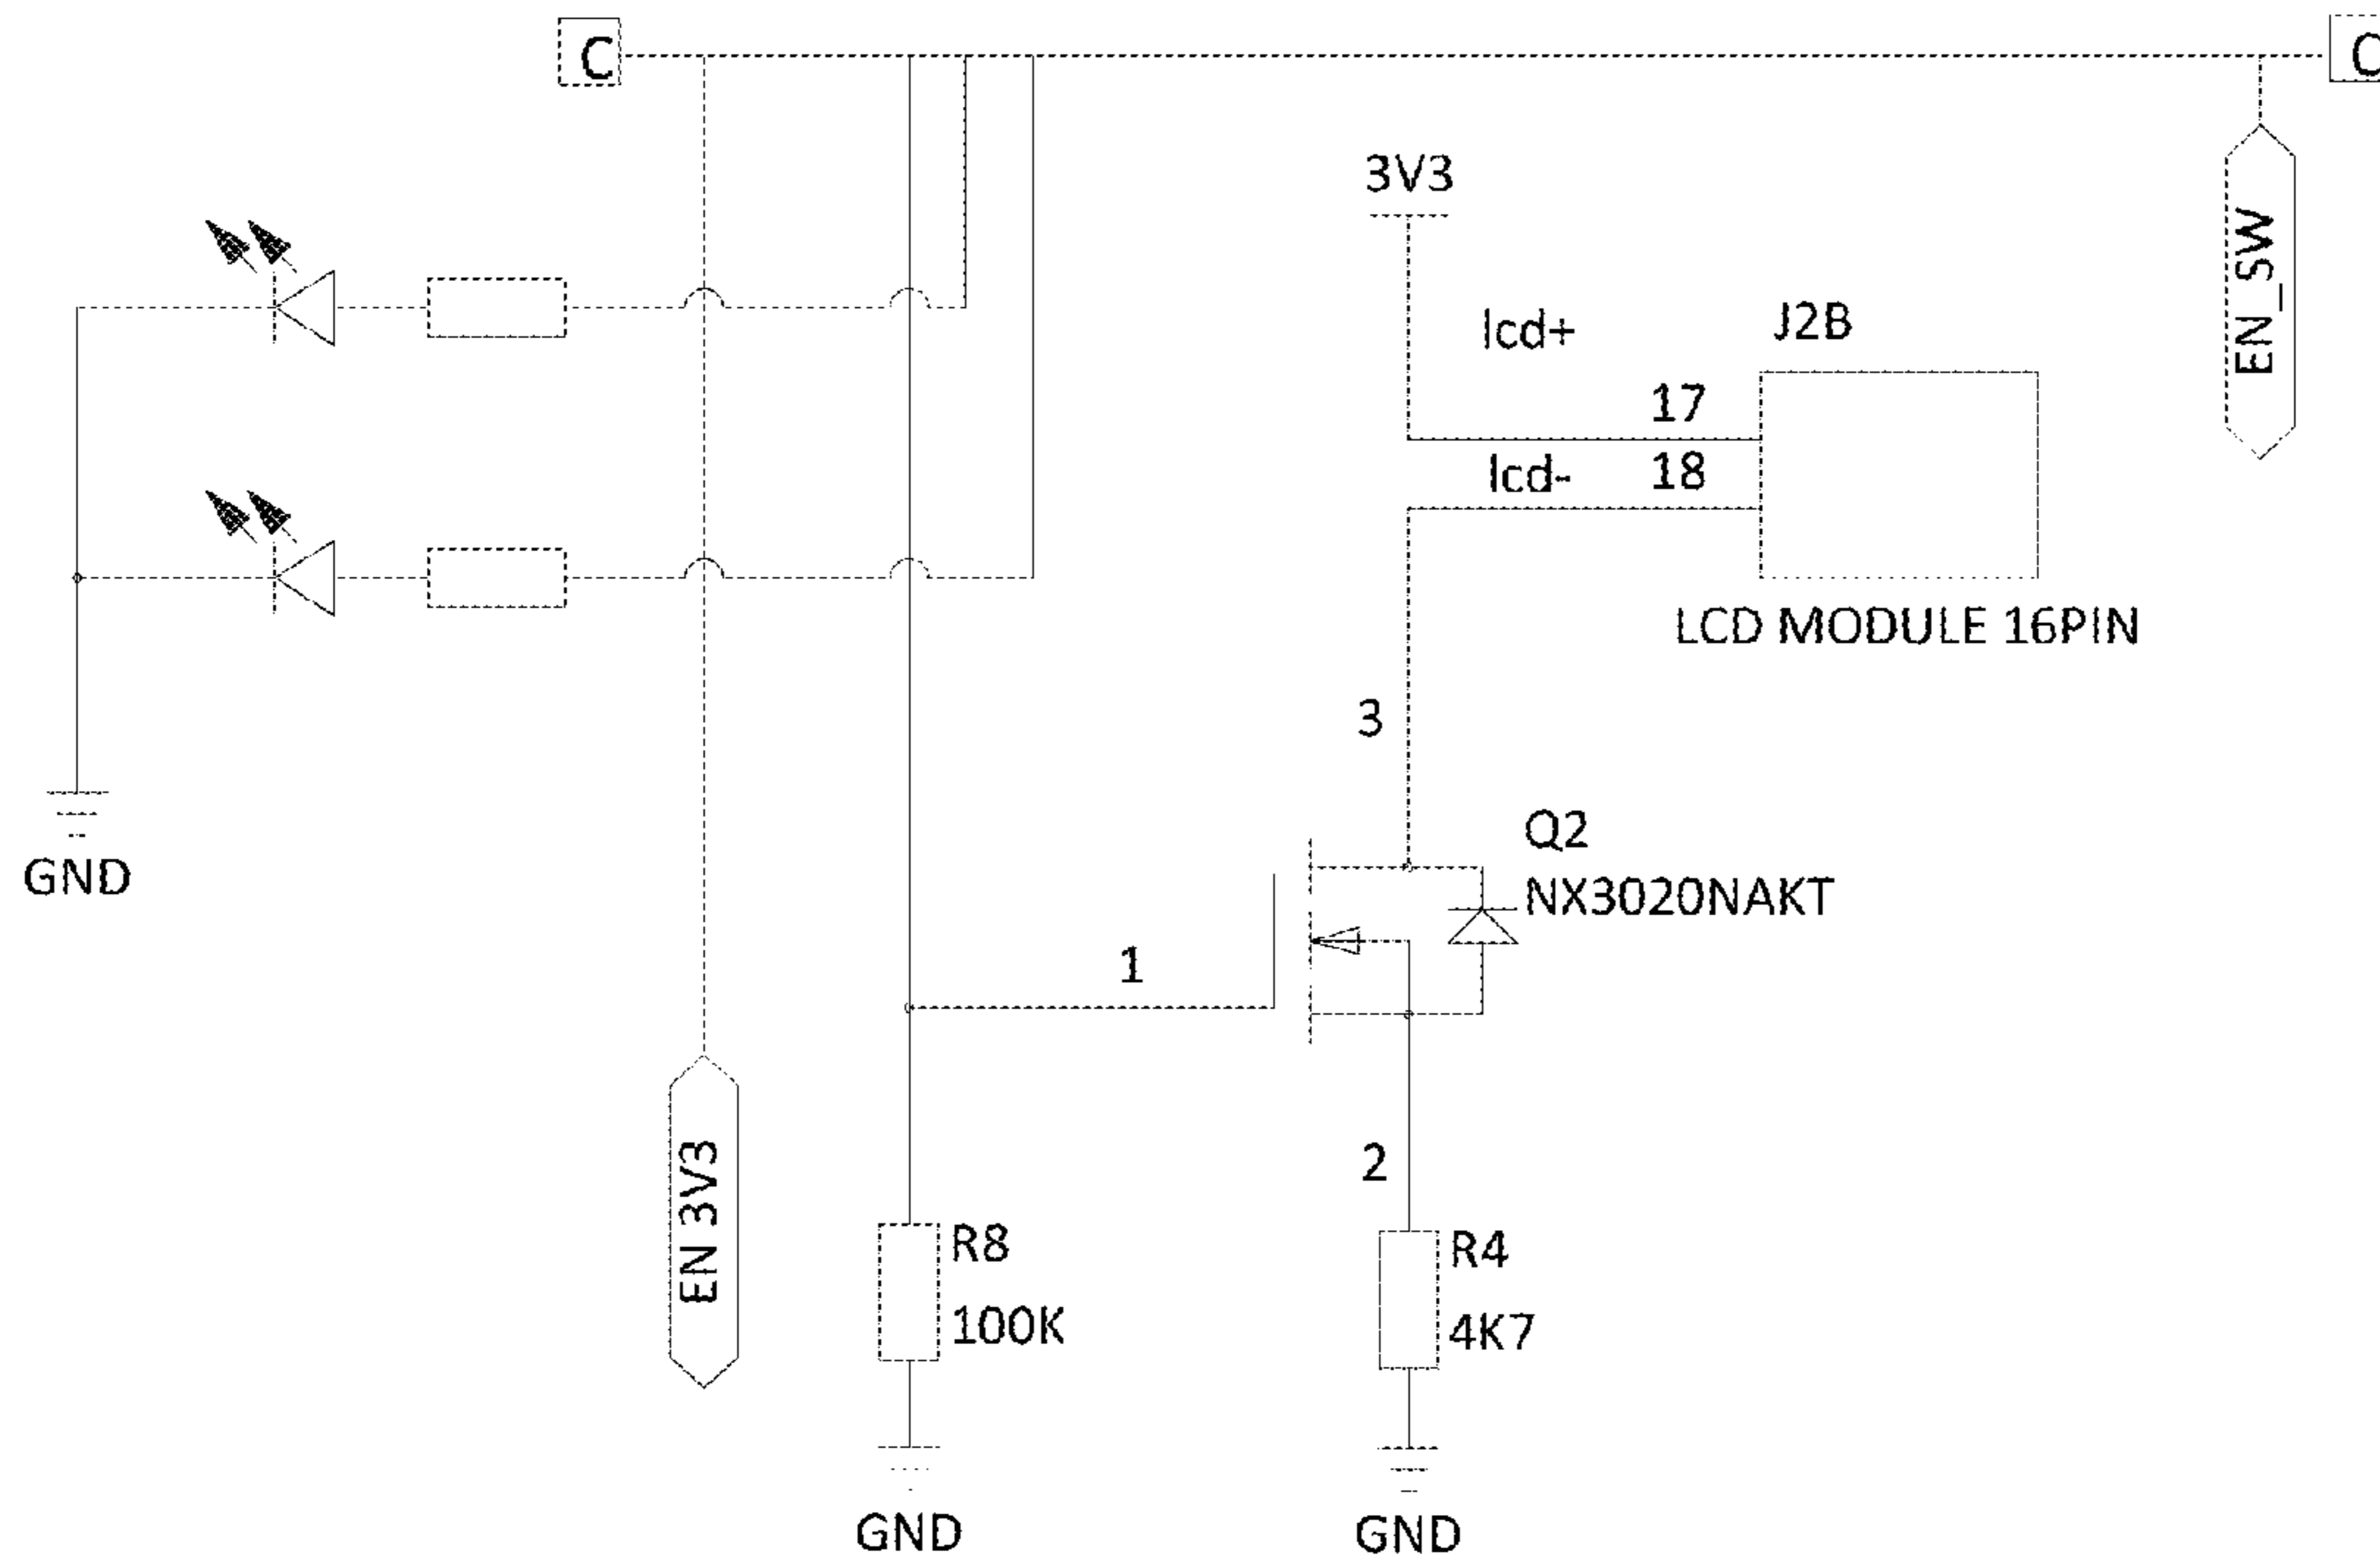 C
C
3V3
EN_SW
lcd+
J2B
17
lcd-
18
LCD MODULE 16PIN
3
Q2
NX3020NAKT
GND
1
EN 3V3
2
R8
100K
R4
4K7
GND
GND